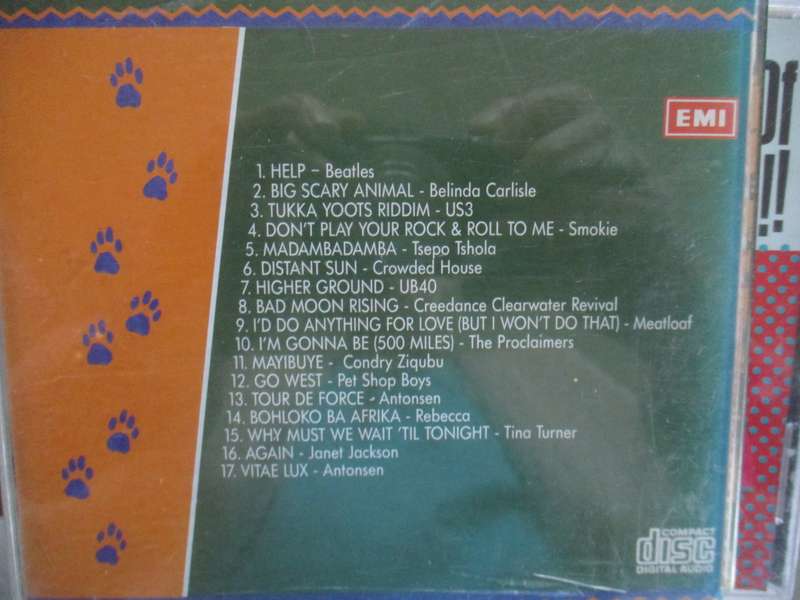 EMI
1. HELP – Beatles
2. BIG SCARY ANIMAL - Belinda Carlisle
3. TUKKA YOOTS RIDDIM - US3
4. DON'T PLAY YOUR ROCK & ROLL TO ME - Smokie
5. MADAMBADAMBA - Tsepo Tshola
6. DISTANT SUN - Crowded House
7. HIGHER GROUND - UB40
8. BAD MOON RISING - Creedance Clearwater Revival
9. I'D DO ANYTHING FOR LOVE (BUT I WON'T DO THAT) - Meatloaf
10. I'M GONNA BE (500 MILES) - The Proclaimers
11. MAYIBUYE - Condry Ziqubu
12. GO WEST - Pet Shop Boys
13. TOUR DE FORCE - Antonsen
14. BOHLOKO BA AFRIKA - Rebecca
15. WHY MUST WE WAIT 'TIL TONIGHT - Tina Turner
16. AGAIN - Janet Jackson
17. VITAE LUX - Antonsen
COMPACT
disc
DIGITAL AUDIO
Of
!!